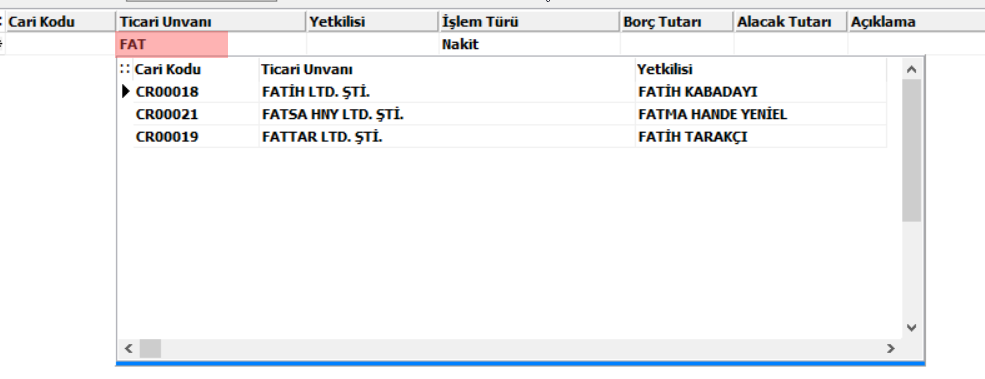 Cari Kodu Ticari Unvanı Yetkilisi İşlem Türü Borç Tutarı Alacak Tutarı Açıklama
FAT Nakit
Cari Kodu Ticari Unvanı Yetkilisi
CR00018 FATİH LTD. ŞTİ. FATİH KABADAYI
CR00021 FATSA HNY LTD. ŞTİ. FATMA HANDE YENİEL
CR00019 FATTAR LTD. ŞTİ. FATİH TARAKÇI